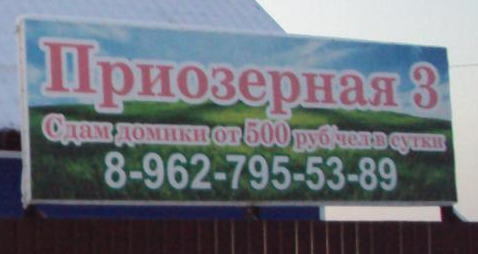 Приозерная 3
Сдам домики от 500 руб/чел в сутки
8-962-795-53-89